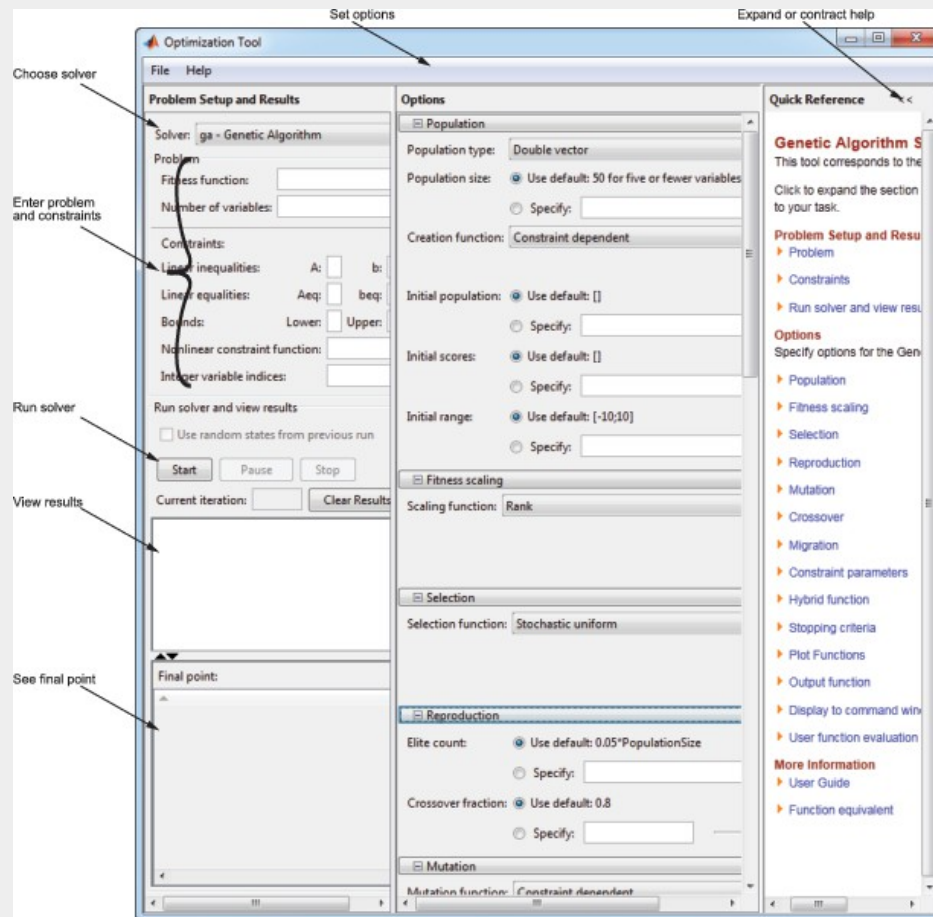 Set options
Expand or contract help
Optimization Tool
File Help
Choose solver
Enter problem
and constraints
Run solver
View results
See final point
Problem Setup and Results
Solver: ga - Genetic Algorithm
Problem
Fitness function:
Number of variables:
Constraints:
Linear inequalities: A: b:
Linear equalities: Aeq: beq:
Bounds: Lower: Upper:
Nonlinear constraint function:
Integer variable indices:
Run solver and view results
Use random states from previous run
Start Pause Stop
Current iteration: Clear Results
Final point:
Options
Population
Population type: Double vector
Population size: Use default: 50 for five or fewer variables
Specify:
Creation function: Constraint dependent
Initial population: Use default: []
Specify:
Initial scores: Use default: []
Specify:
Initial range: Use default: [-10;10]
Specify:
Fitness scaling
Scaling function: Rank
Selection
Selection function: Stochastic uniform
Reproduction
Elite count: Use default: 0.05*PopulationSize
Specify:
Crossover fraction: Use default: 0.8
Specify:
Mutation
Mutation function: Constraint dependent
Quick Reference <<
Genetic Algorithm S
This tool corresponds to the
Click to expand the section
to your task.
Problem Setup and Resu
Problem
Constraints
Run solver and view resu
Options
Specify options for the Gen
Population
Fitness scaling
Selection
Reproduction
Mutation
Crossover
Migration
Constraint parameters
Hybrid function
Stopping criteria
Plot Functions
Output function
Display to command win
User function evaluation
More Information
User Guide
Function equivalent